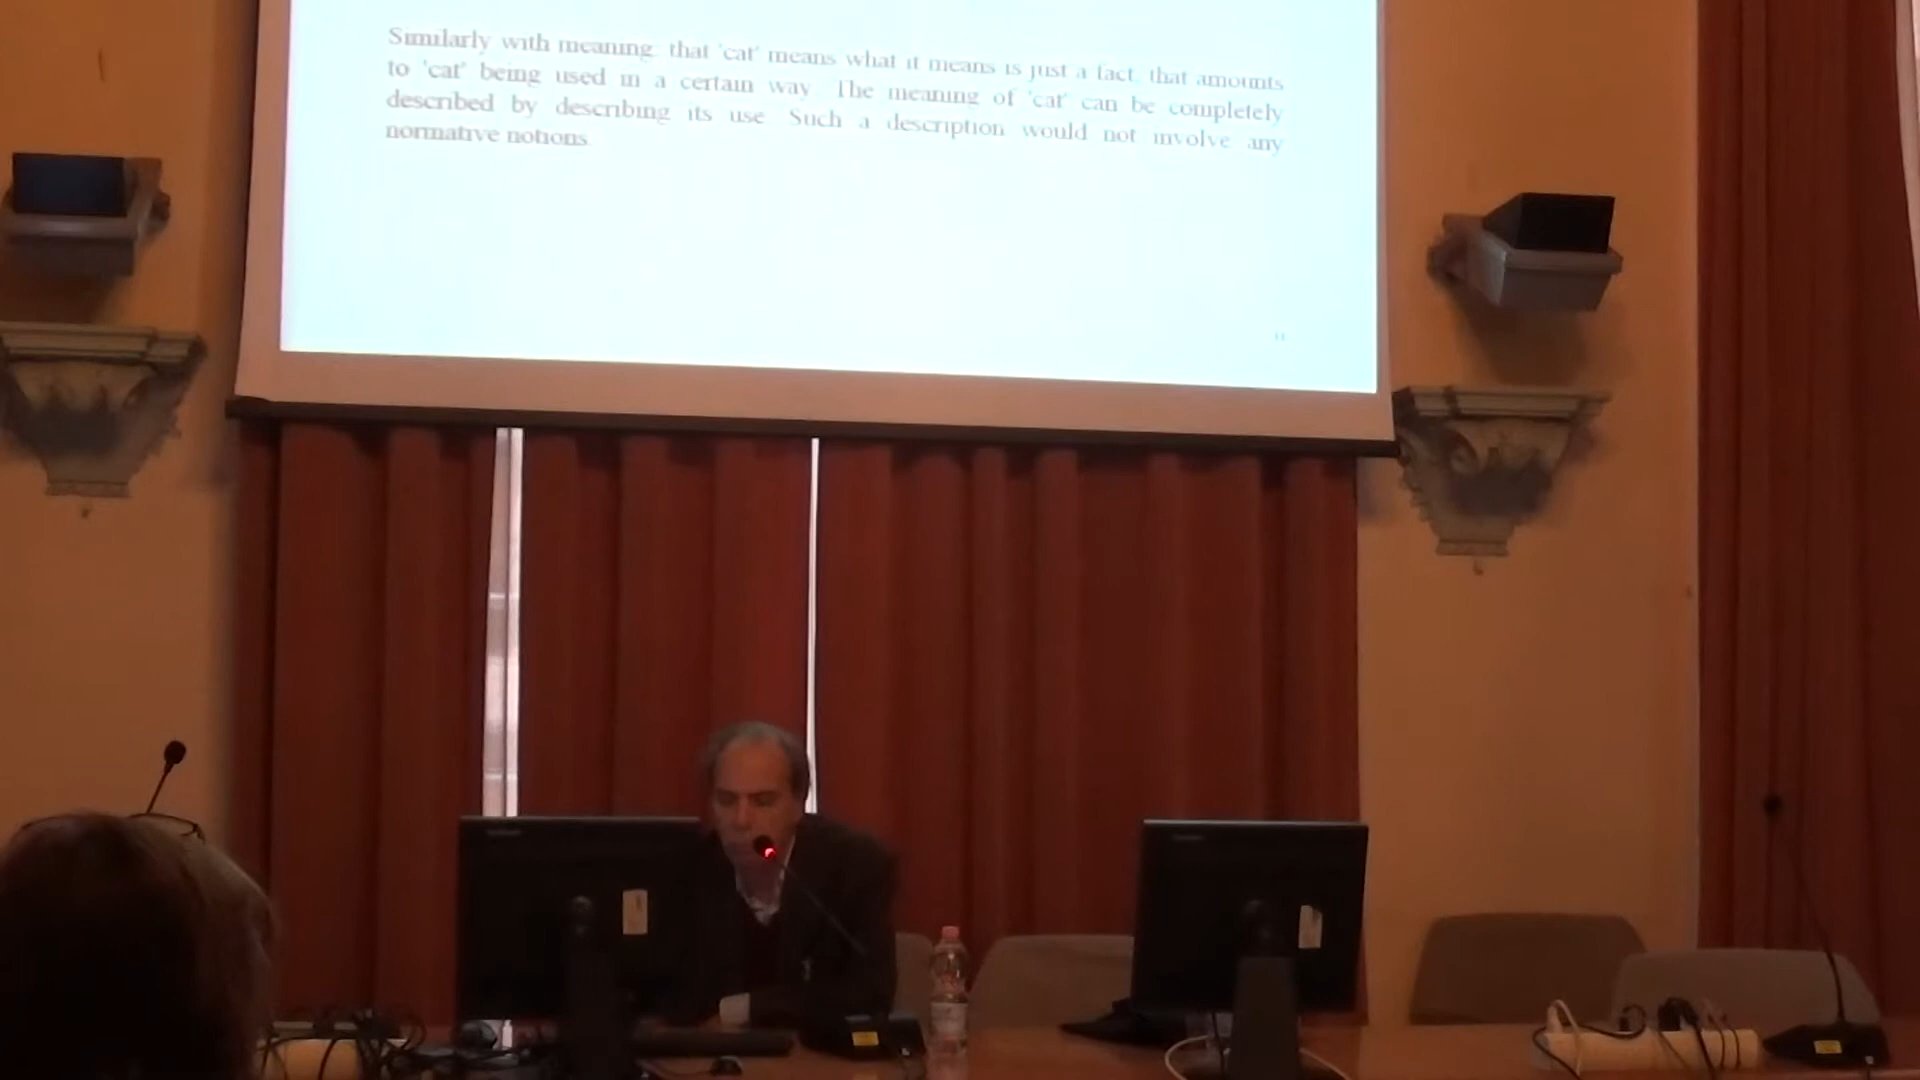 Similarly with meaning: that 'cat' means what it means is just a fact, that amounts
to 'cat' being used in a certain way. The meaning of 'cat' can be completely
described by describing its use. Such a description would not involve any
normative notions.